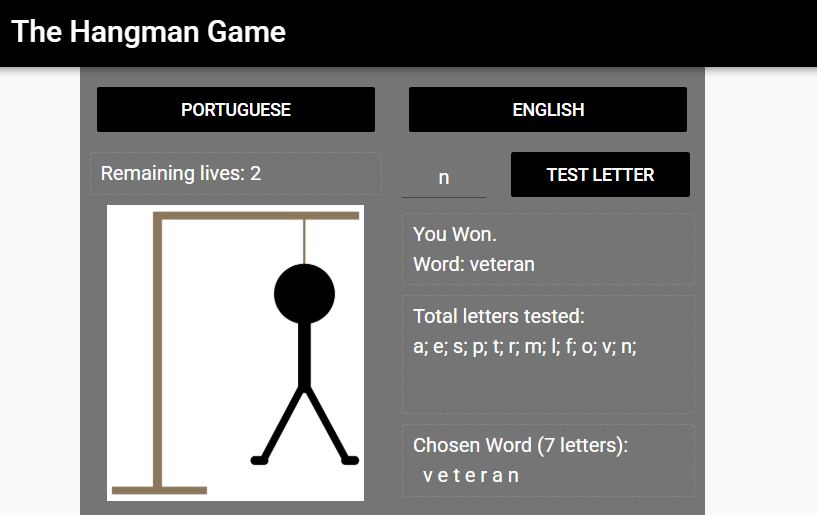 The Hangman Game
PORTUGUESE
ENGLISH
Remaining lives: 2
n
TEST LETTER
You Won.
Word: veteran
Total letters tested:
a; e; s; p; t; r; m; l; f; o; v; n;
Chosen Word (7 letters):
v e t e r a n